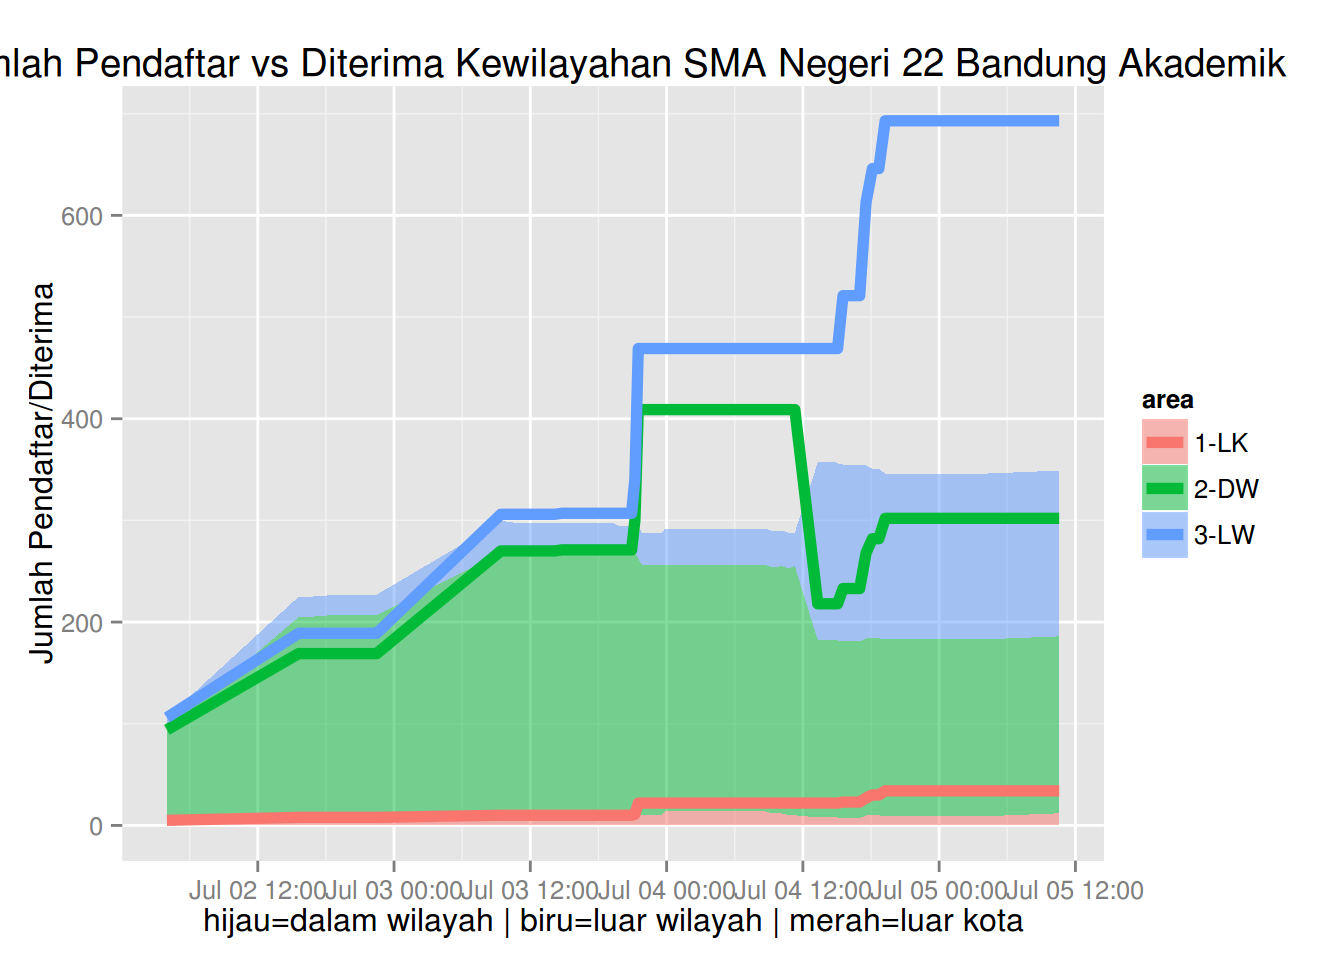 mlah Pendaftar vs Diterima Kewilayahan SMA Negeri 22 Bandung Akademik
Jumlah Pendaftar/Diterima
600
400
200
0
Jul 02 12:00
Jul 03 00:00
Jul 03 12:00
Jul 04 00:00
Jul 04 12:00
Jul 05 00:00
Jul 05 12:00
hijau=dalam wilayah | biru=luar wilayah | merah=luar kota
area
1-LK
2-DW
3-LW